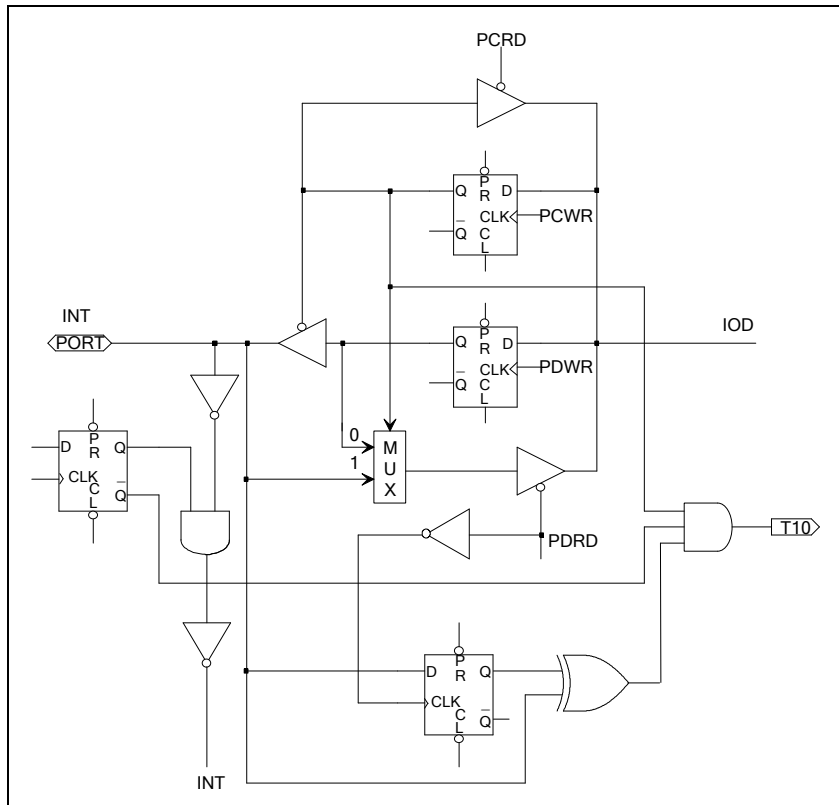 PCRD
Q P R D
CLK PCWR
Q C L
INT
IOD
PORT
Q P R D
CLK PDWR
Q C L
D P R Q
CLK
C L Q
0
1
M U X
PDRD
T10
D P R Q
CLK
C L Q
INT